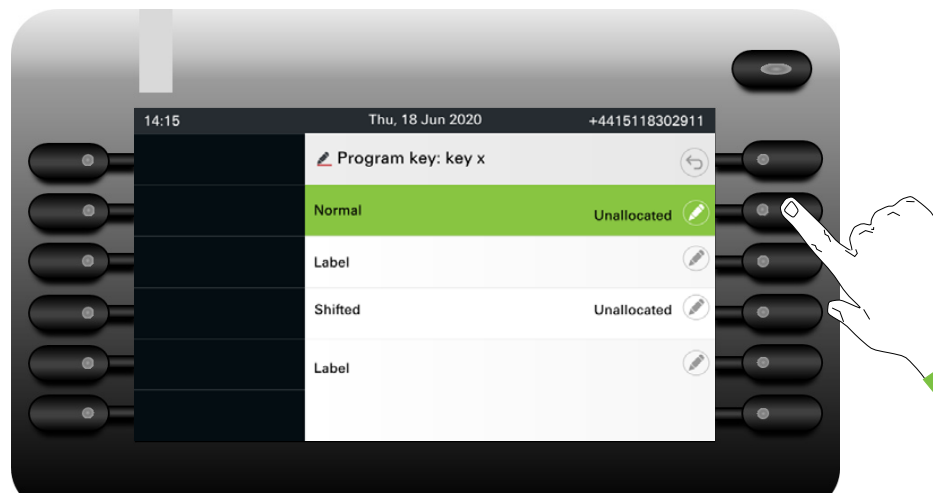 14:15 Thu, 18 Jun 2020 +4415118302911
Program key: key x
Normal Unallocated
Label
Shifted Unallocated
Label